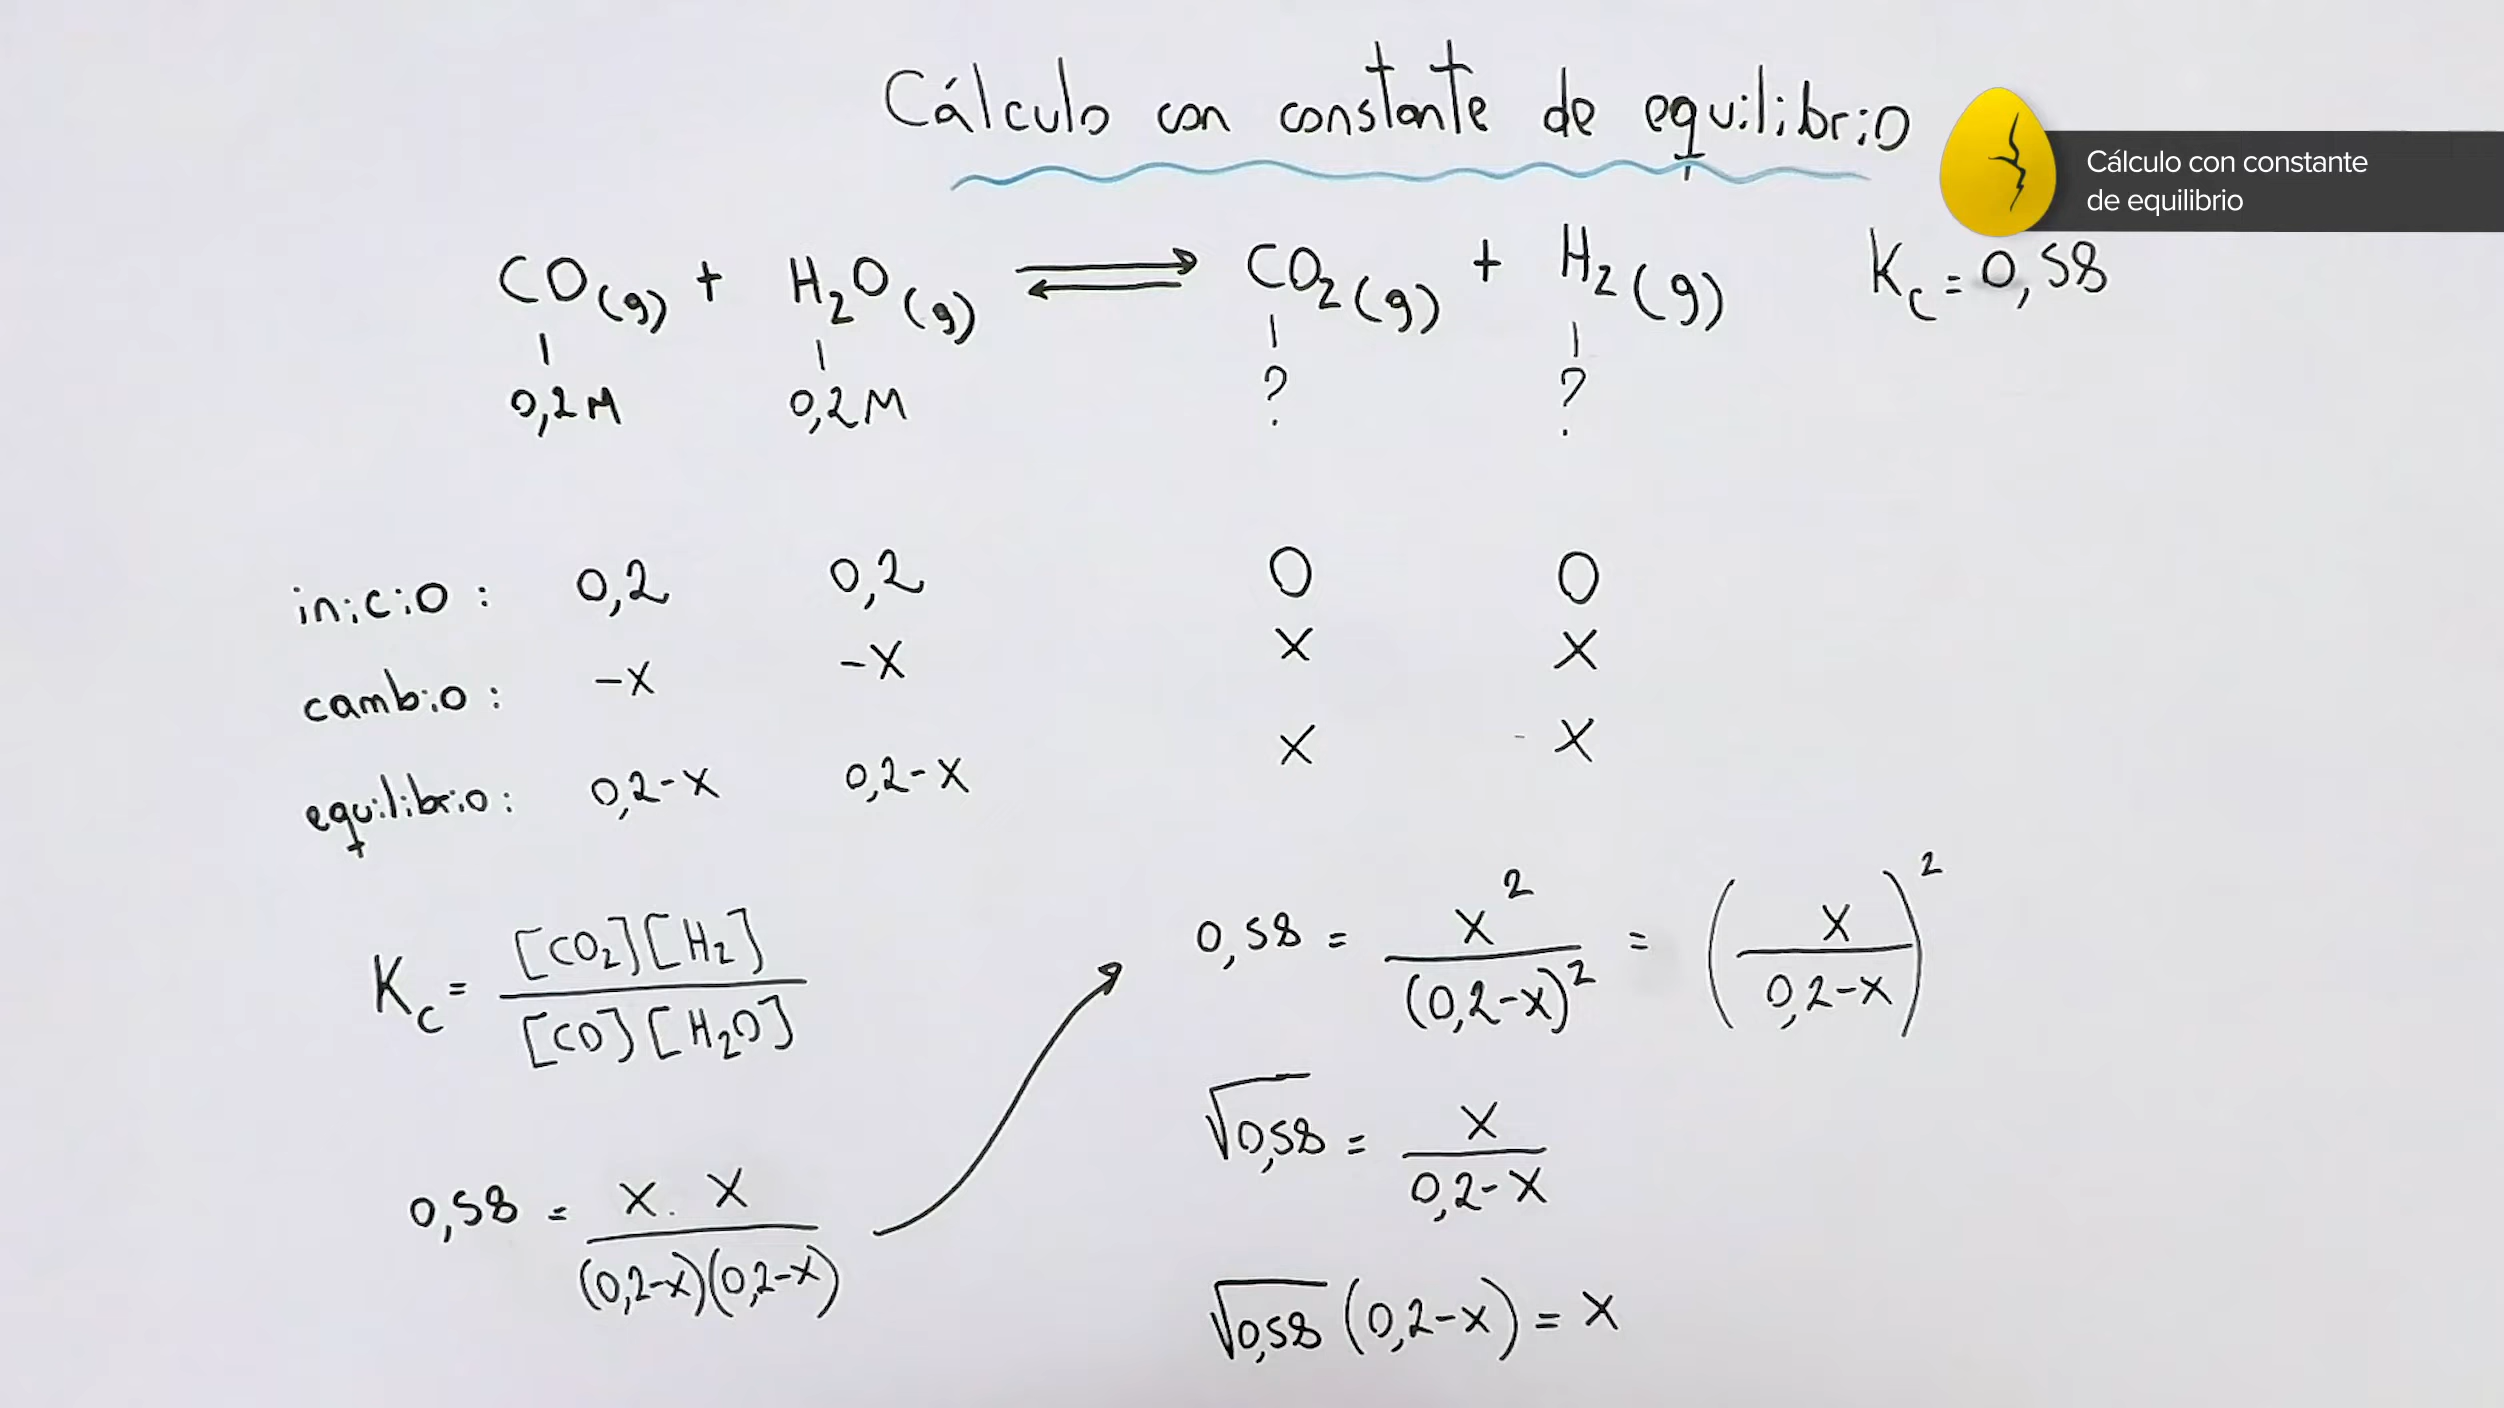 Cálculo con constante de equilibrio
Cálculo con constante
de equilibrio
CO(g) + H₂O(g) ⇌ CO₂(g) + H₂(g) Kc = 0,58
0,2M 0,2M ? ?
inicio: 0,2 0,2 0 0
cambio: -x -x x x
equilibrio: 0,2-x 0,2-x x - x
Kc = [CO₂][H₂] / [CO][H₂O]
0,58 = x . x / (0,2-x)(0,2-x)
0,58 = x² / (0,2-x)² = (x / 0,2-x)²
√0,58 = x / 0,2-x
√0,58 (0,2-x) = x